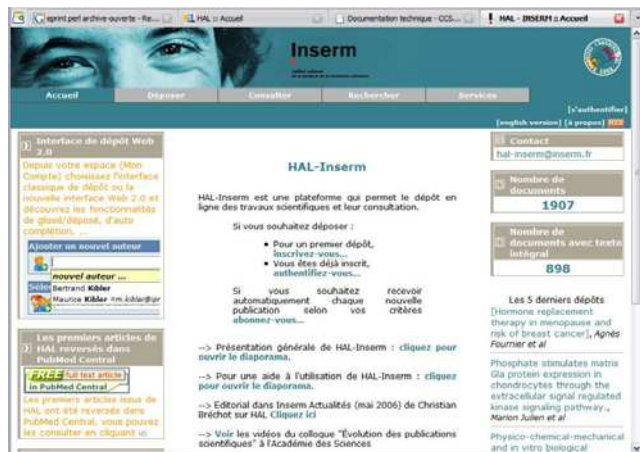 eprint perl archive-ouverte - Re...
HAL :: Accueil
Documentation technique - CCS...
HAL - INSERM :: Accueil
Inserm
Accueil
Déposer
Consulter
Rechercher
Services
[s'authentifier]
[english version] [à propos] RSS
Interface de dépôt Web
2.0
Depuis votre espace (Mon
Compte) choisissez l'interface
classique de dépôt ou la
nouvelle interface Web 2.0 et
découvrez les fonctionnalités
de glissé/déposé, d'auto
complétion, ...
Ajouter un nouvel auteur
nouvel auteur ...
Bertrand Kibler
Maurice Kibler
Les premiers articles de
HAL reversés dans
PubMed Central
FREE full text article
in PubMed Central
Les premiers articles issus de
HAL ont été reversés dans
PubMed Central, vous pouvez
les consulter en cliquant ici
HAL-Inserm
HAL-Inserm est une plateforme qui permet le dépôt en
ligne des travaux scientifiques et leur consultation.
Si vous souhaitez déposer :
• Pour un premier dépôt,
inscrivez-vous...
• Vous êtes déjà inscrit,
authentifiez-vous...
Si vous souhaitez recevoir
automatiquement chaque nouvelle
publication selon vos critères
abonnez-vous...
--> Présentation générale de HAL-Inserm : cliquez pour
ouvrir le diaporama.
--> Pour une aide à l'utilisation de HAL-Inserm : cliquez
pour ouvrir le diaporama.
--> Editorial dans Inserm Actualités (mai 2006) de Christian
Bréchot sur HAL Cliquez ici
--> Voir les vidéos du colloque "Évolution des publications
scientifiques" à l'Académie des Sciences
Contact
hal-inserm@inserm.fr
Nombre de
documents
1907
Nombre de
documents avec texte
intégral
898
Les 5 derniers dépôts
[Hormone replacement
therapy in menopause and
risk of breast cancer], Agnès
Fournier et al
Phosphate stimulates matrix
Gla protein expression in
chondrocytes through the
extracellular signal regulated
kinase signaling pathway., 
Marion Julien et al
Physico-chemical-mechanical
and in vitro biological